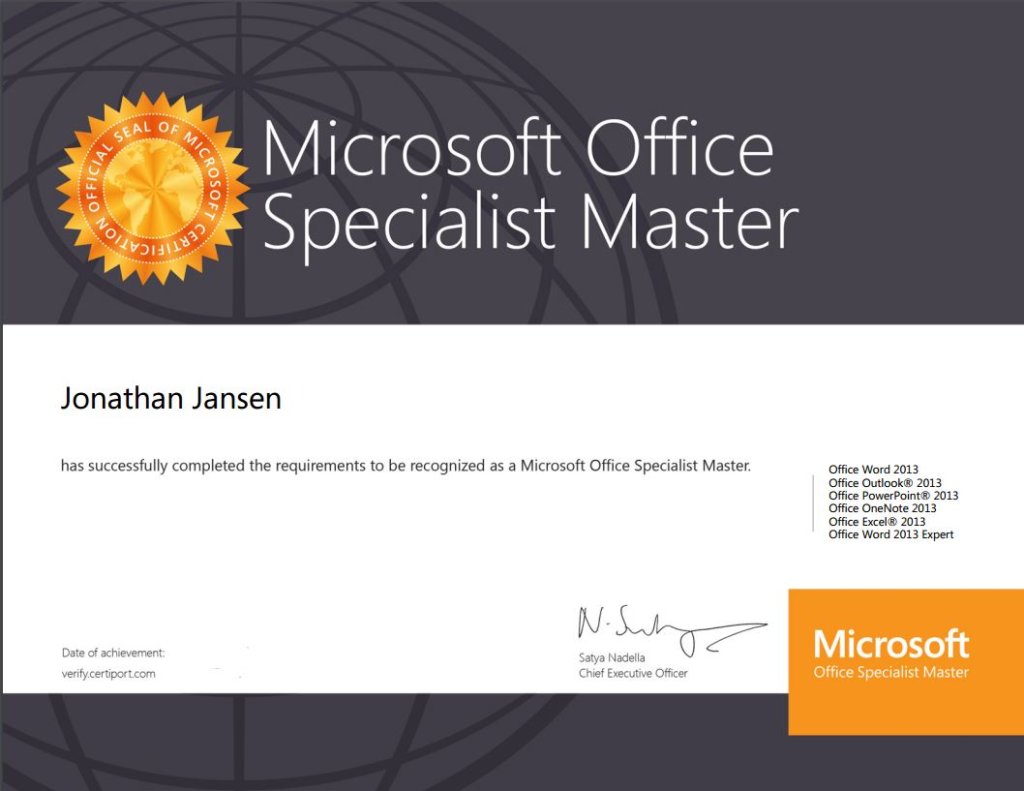 OFFICIAL SEAL OF MICROSOFT CERTIFICATION
Microsoft Office
Specialist Master
Jonathan Jansen
has successfully completed the requirements to be recognized as a Microsoft Office Specialist Master.
Office Word 2013
Office Outlook® 2013
Office PowerPoint® 2013
Office OneNote 2013
Office Excel® 2013
Office Word 2013 Expert
Date of achievement:
verify.certiport.com
Satya Nadella
Chief Executive Officer
Microsoft
Office Specialist Master